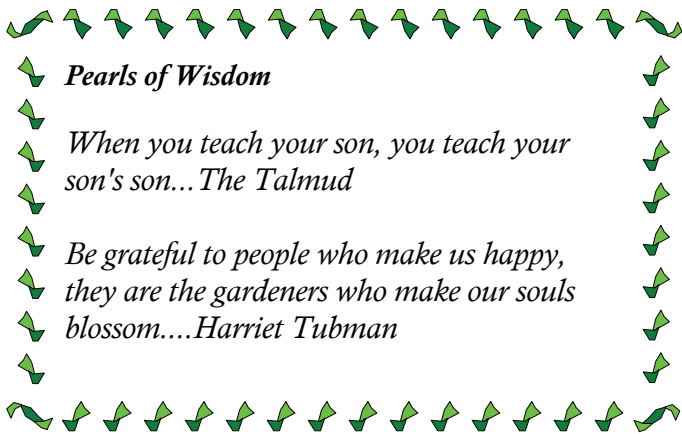 Pearls of Wisdom
When you teach your son, you teach your
son's son...The Talmud
Be grateful to people who make us happy,
they are the gardeners who make our souls
blossom....Harriet Tubman